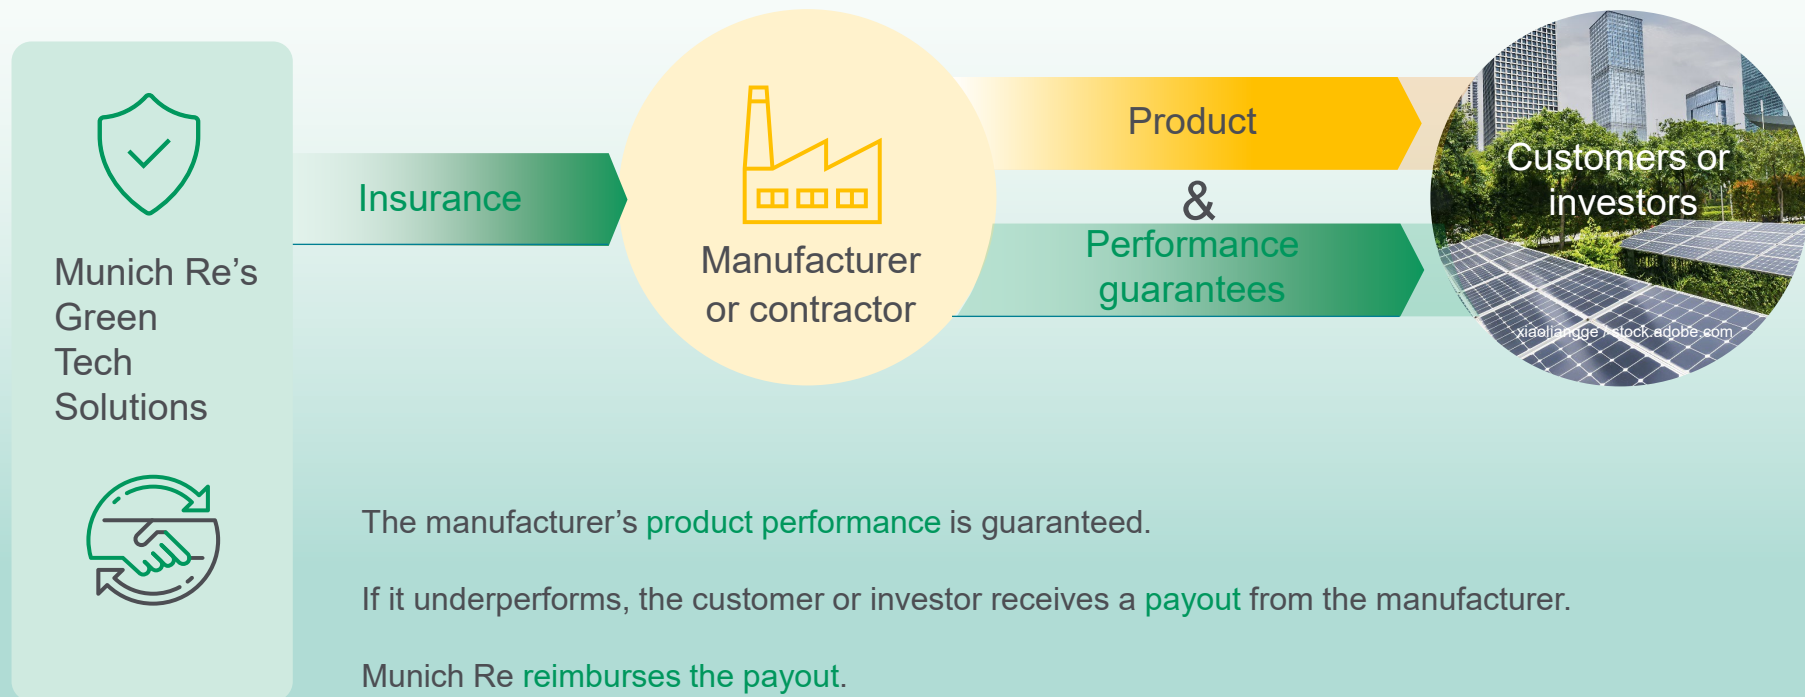 Munich Re’s
Green
Tech
Solutions
Insurance
Manufacturer
or contractor
Product
&
Performance
guarantees
Customers or
investors
xiaoliangge / stock.adobe.com
The manufacturer’s product performance is guaranteed.
If it underperforms, the customer or investor receives a payout from the manufacturer.
Munich Re reimburses the payout.